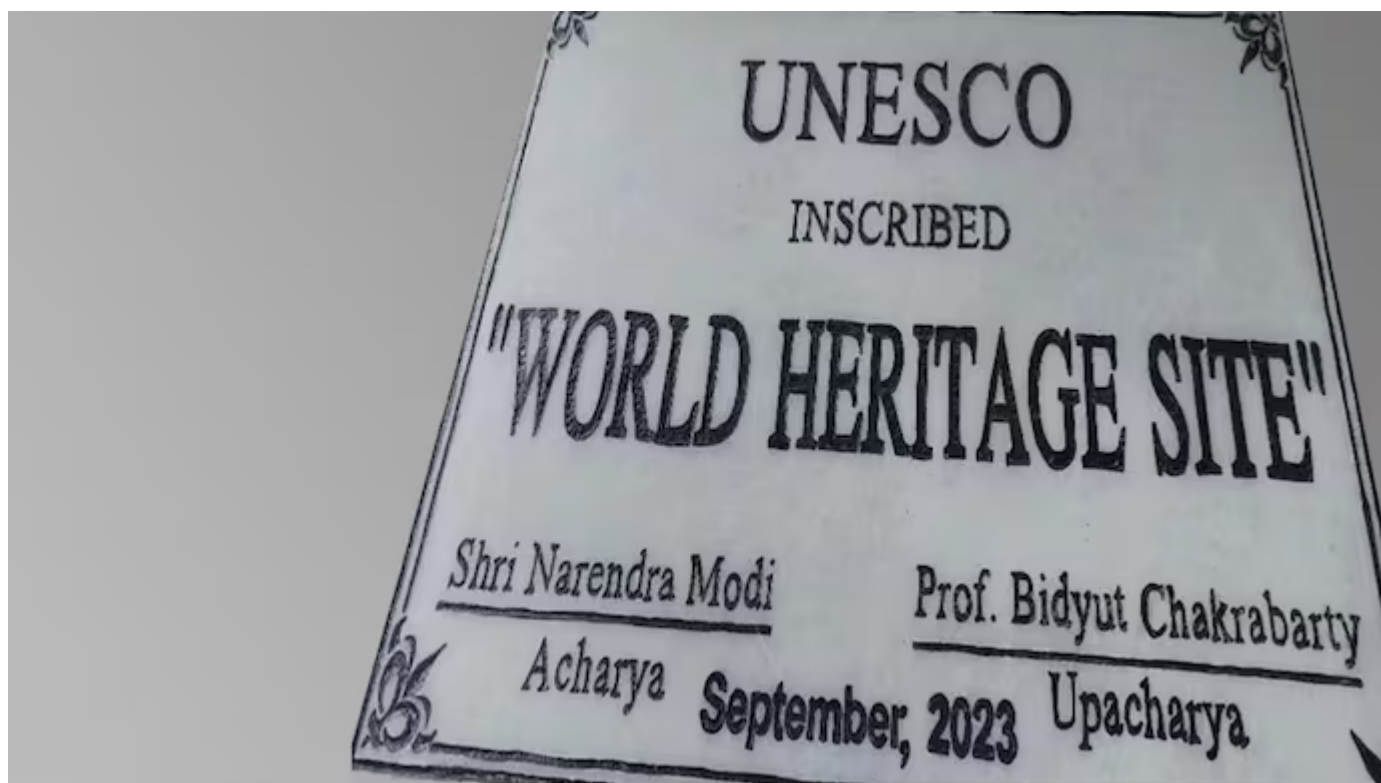 UNESCO
INSCRIBED
"WORLD HERITAGE SITE"
Shri Narendra Modi Prof. Bidyut Chakrabarty
Acharya Upacharya
September, 2023